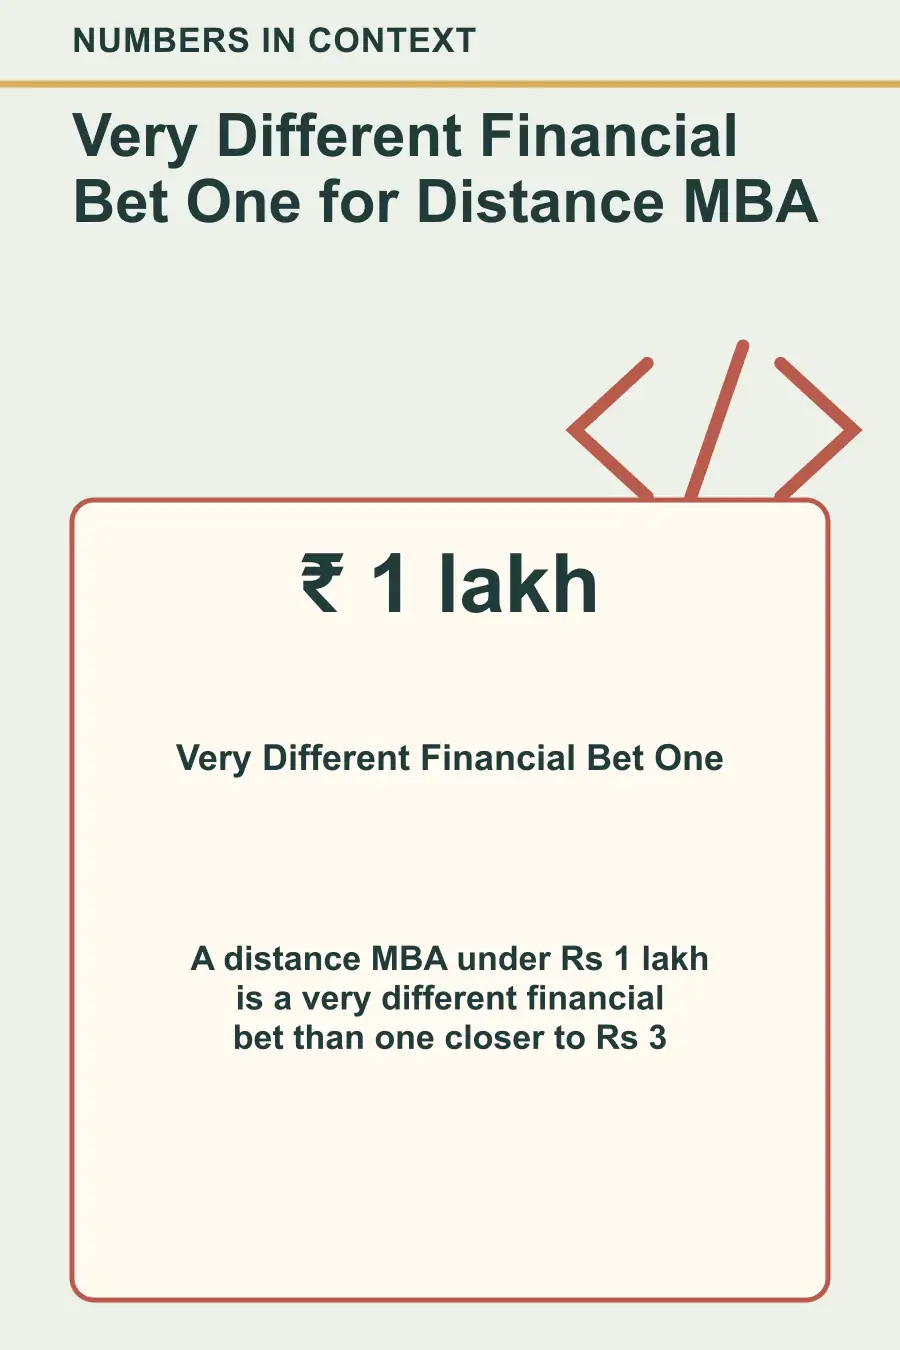 NUMBERS IN CONTEXT
Very Different Financial
Bet One for Distance MBA
₹ 1 lakh
Very Different Financial Bet One
A distance MBA under Rs 1 lakh
is a very different financial
bet than one closer to Rs 3